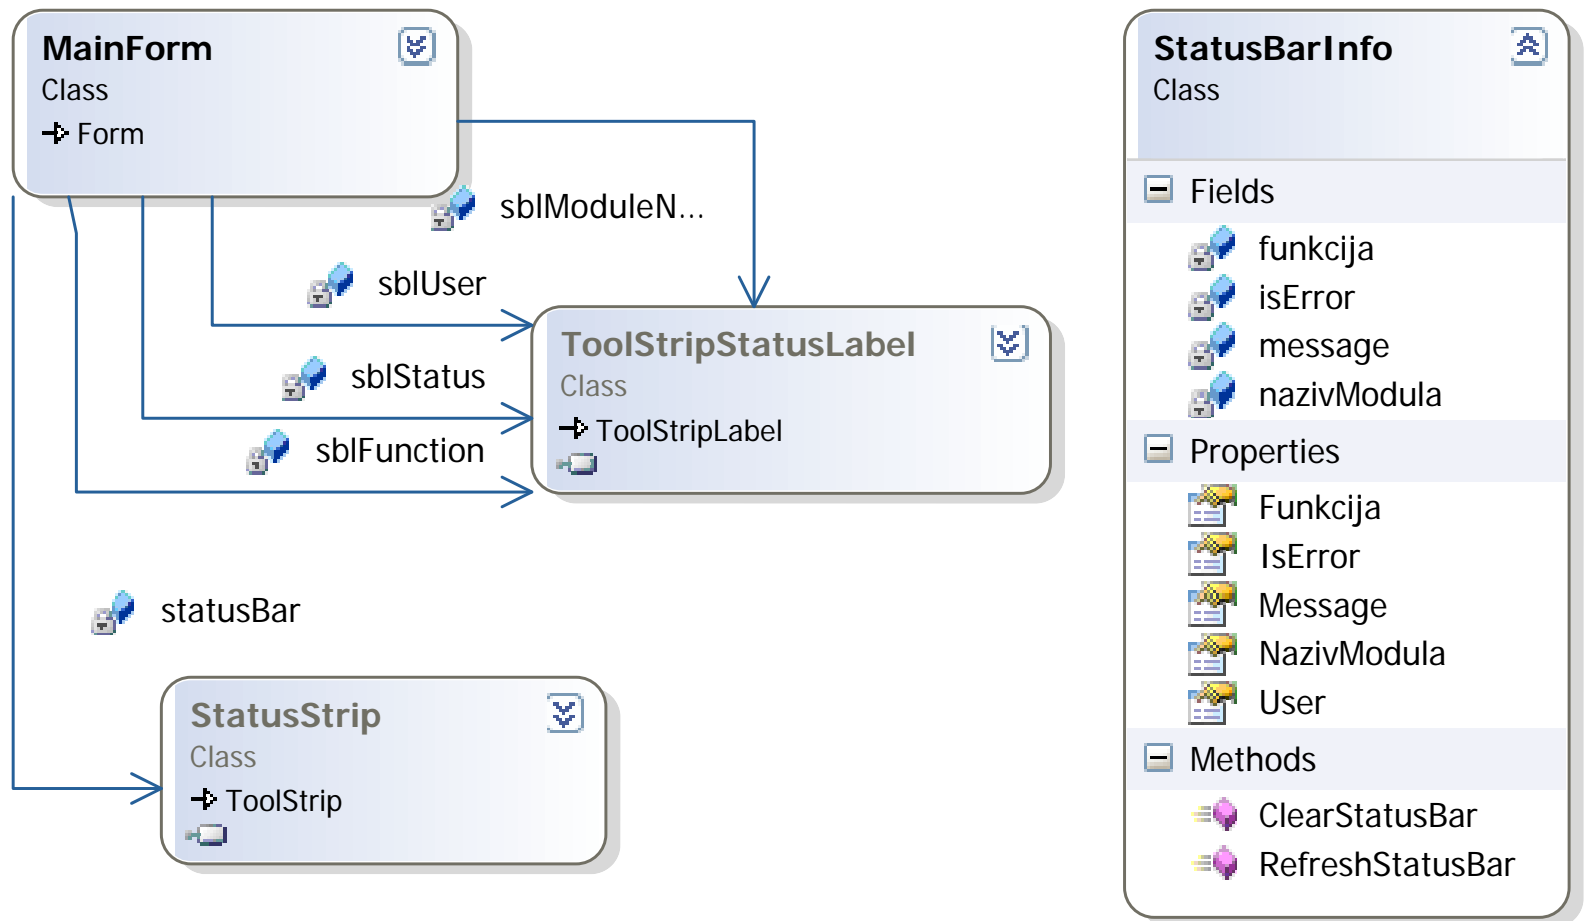 MainForm
Class
Form
sblModuleN...
sblUser
sblStatus
sblFunction
statusBar
ToolStripStatusLabel
Class
ToolStripLabel
StatusStrip
Class
ToolStrip
StatusBarInfo
Class
Fields
funkcija
isError
message
nazivModula
Properties
Funkcija
IsError
Message
NazivModula
User
Methods
ClearStatusBar
RefreshStatusBar